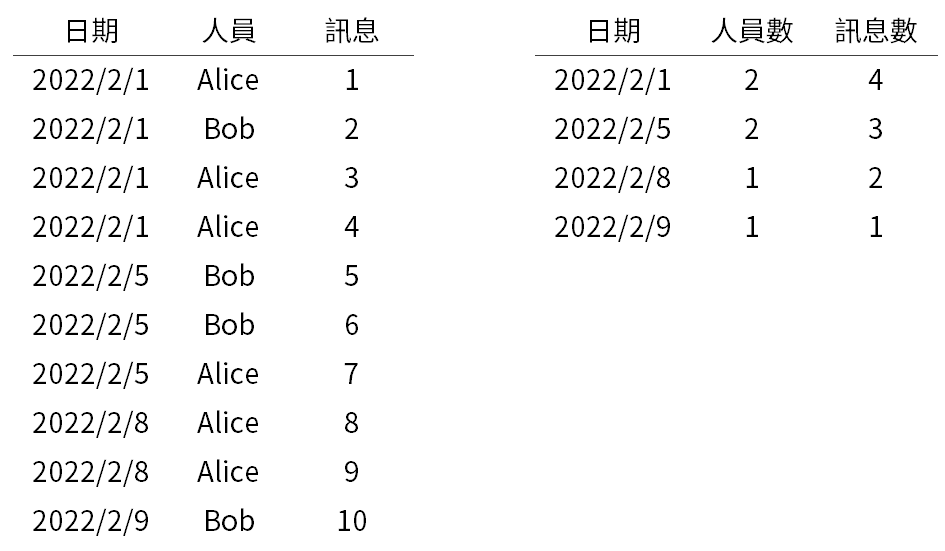 日期 人員 訊息
2022/2/1 Alice 1
2022/2/1 Bob 2
2022/2/1 Alice 3
2022/2/1 Alice 4
2022/2/5 Bob 5
2022/2/5 Bob 6
2022/2/5 Alice 7
2022/2/8 Alice 8
2022/2/8 Alice 9
2022/2/9 Bob 10
日期 人員數 訊息數
2022/2/1 2 4
2022/2/5 2 3
2022/2/8 1 2
2022/2/9 1 1